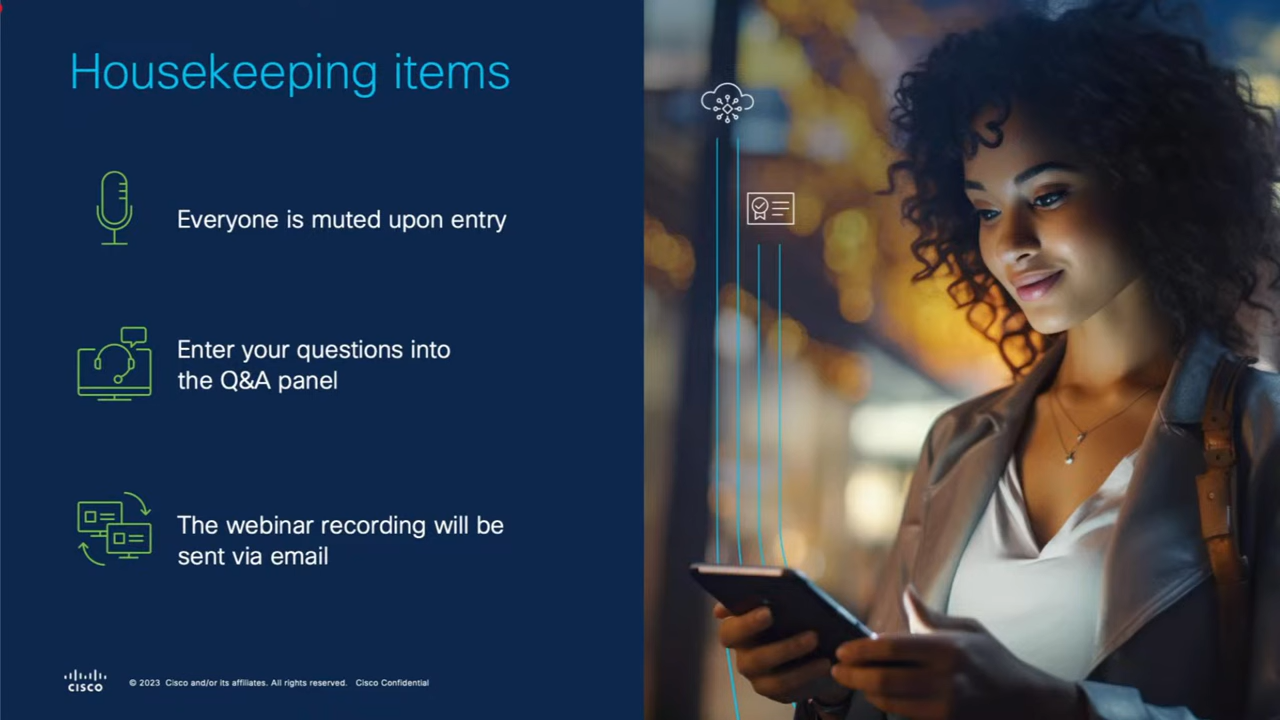 Housekeeping items
Everyone is muted upon entry
Enter your questions into
the Q&A panel
The webinar recording will be
sent via email
CISCO
© 2023 Cisco and/or its affiliates. All rights reserved. Cisco Confidential